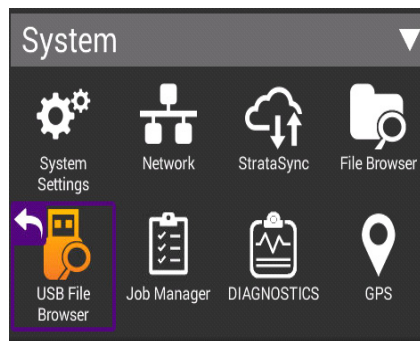 System
System
Settings
Network
StrataSync
File Browser
USB File
Browser
Job Manager
DIAGNOSTICS
GPS